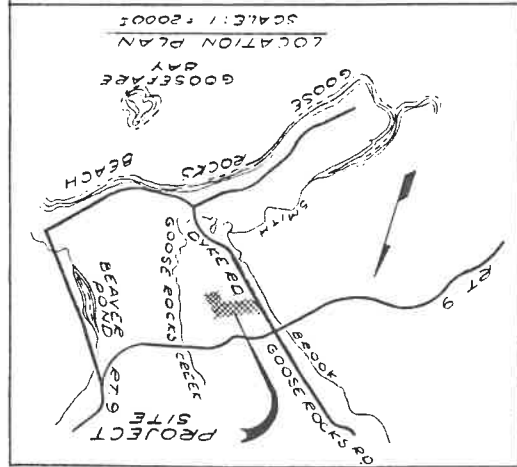 PROJECT
SITE
GOOSE ROCKS RD.
RT 9
RT 9
BEAVER
POND
GOOSE ROCKS
CREEK
DYKE RD
SMITH
BROOK
GOOSE ROCKS BEACH
GOOSEFARE
BAY
LOCATION PLAN
SCALE: 1"=2000'±